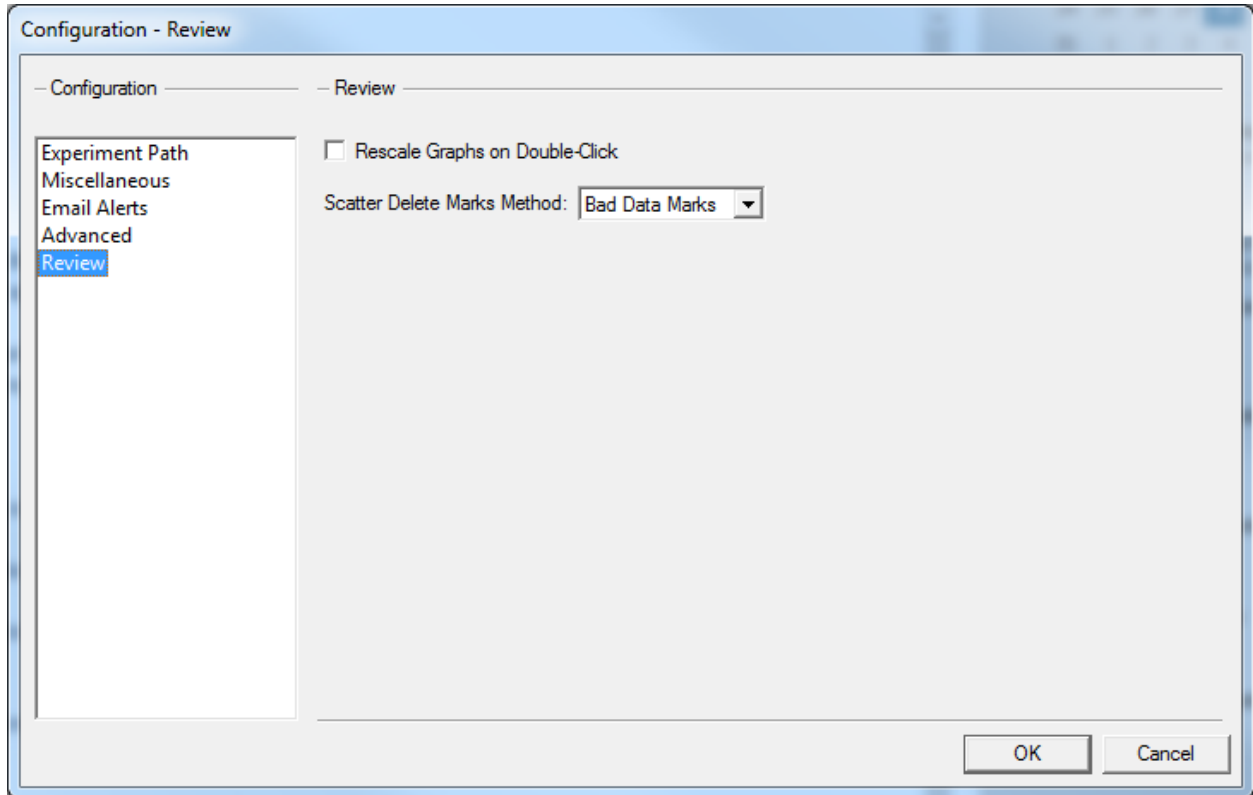 Configuration - Review
Configuration
Experiment Path
Miscellaneous
Email Alerts
Advanced
Review
Review
Rescale Graphs on Double-Click
Scatter Delete Marks Method: Bad Data Marks
OK Cancel